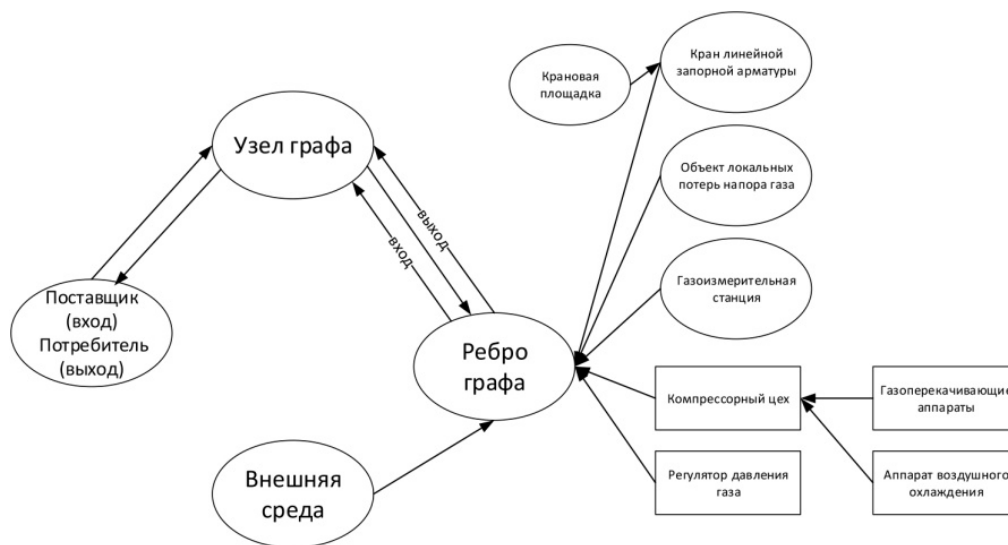 Кран линейной
запорной арматуры
Крановая
площадка
Узел графа
Объект локальных
потерь напора газа
выход
вход
Газоизмерительная
станция
Поставщик
(вход)
Потребитель
(выход)
Ребро
графа
Компрессорный цех
Газоперекачивающие
аппараты
Внешняя
среда
Регулятор давления
газа
Аппарат воздушного
охлаждения